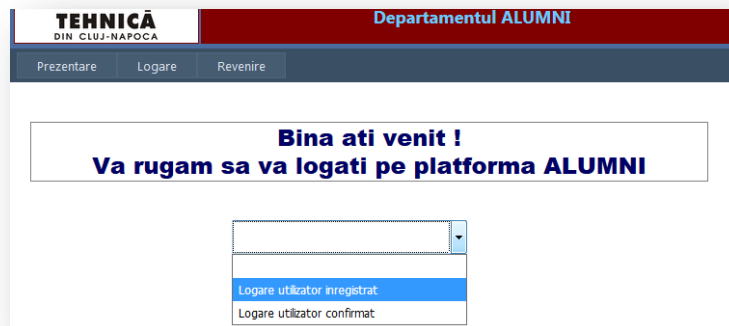 TEHNICĂ
DIN CLUJ-NAPOCA
Departamentul ALUMNI
Prezentare Logare Revenire
Bina ati venit !
Va rugam sa va logati pe platforma ALUMNI
Logare utilizator inregistrat
Logare utilizator confirmat